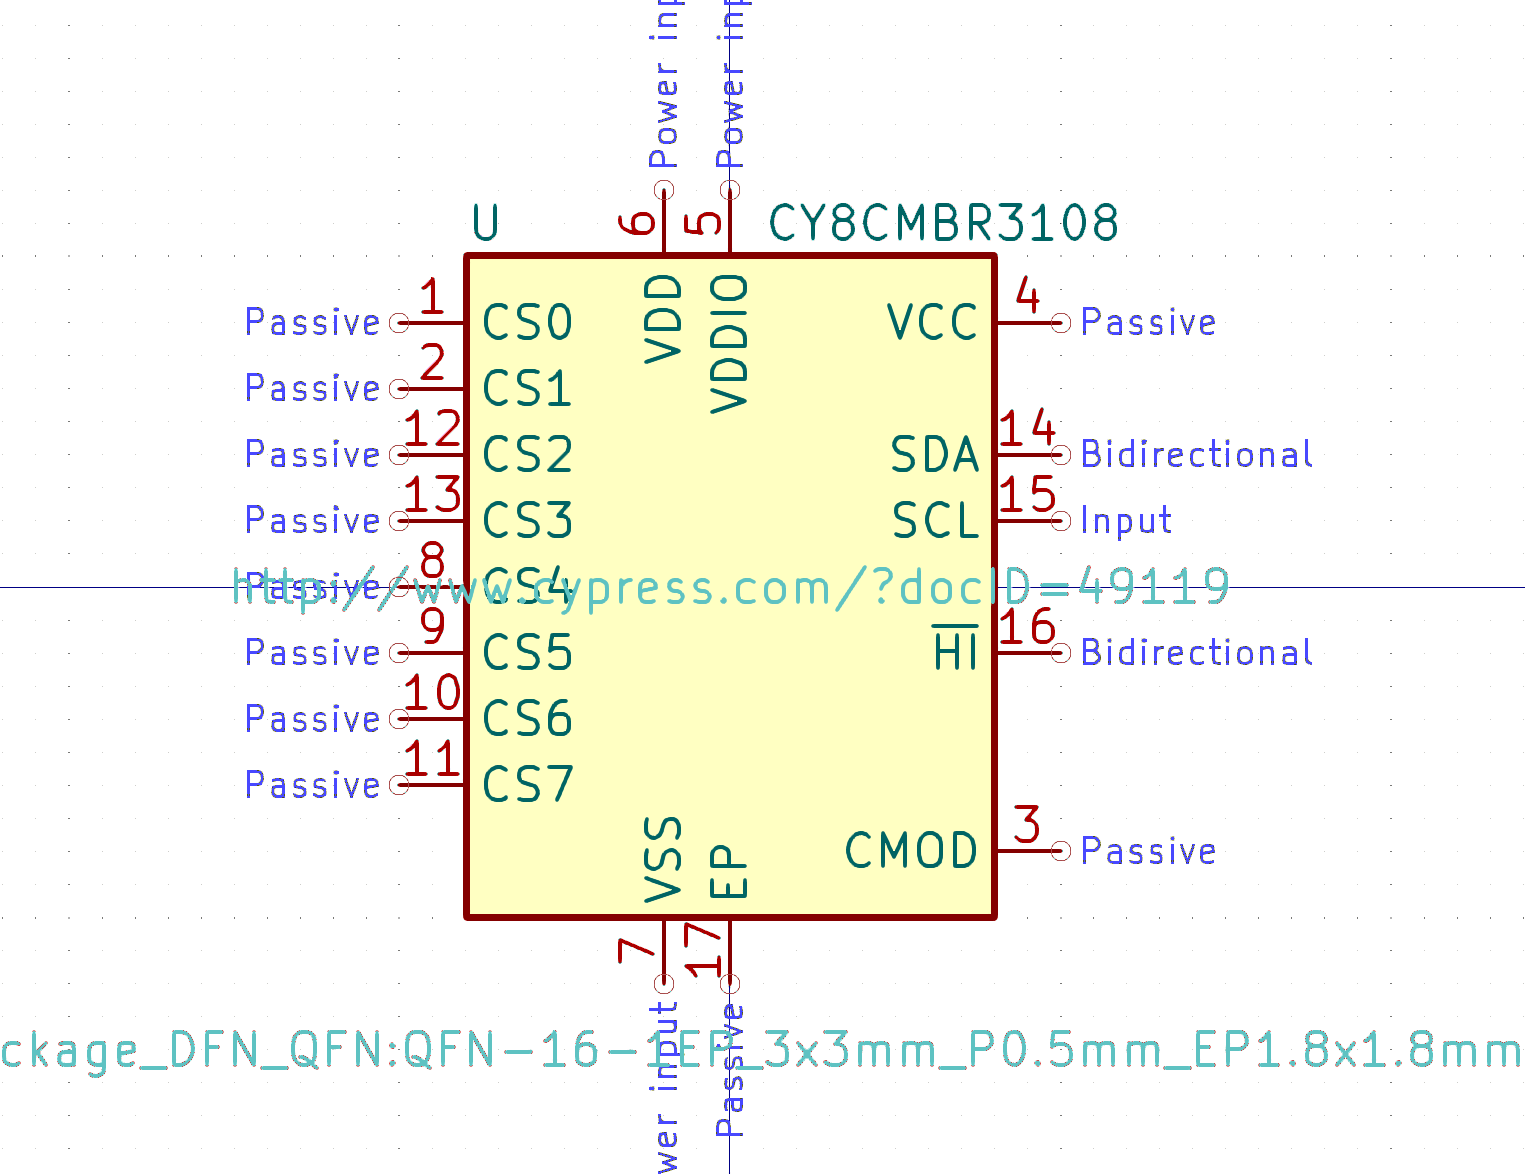 Power inp
Power inp
U
6
5
CY8CMBR3108
VDD
VDDIO
Passive 1 CS0
VCC 4 Passive
Passive 2 CS1
Passive 12 CS2
SDA 14 Bidirectional
Passive 13 CS3
SCL 15 Input
Passive 8 CS4
http://www.cypress.com/?docID=49119
Passive 9 CS5
HI 16 Bidirectional
Passive 10 CS6
Passive 11 CS7
VSS
EP
CMOD 3 Passive
7
17
wer input
Passive
ckage_DFN_QFN:QFN-16-1EP_3x3mm_P0.5mm_EP1.8x1.8mm